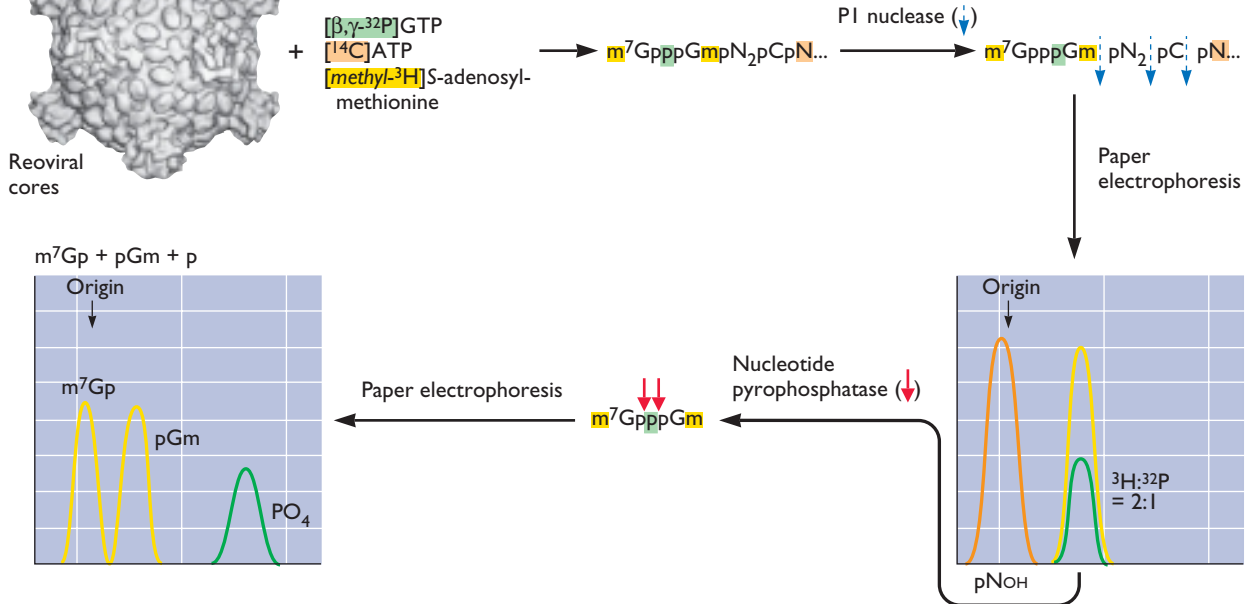 Reoviral
cores
+
[β,γ-³²P]GTP
[¹⁴C]ATP
[methyl-³H]S-adenosyl-
methionine
m⁷GpppGmpN₂pCpN...
P1 nuclease ( )
m⁷GpppGm pN₂ pC pN...
Paper
electrophoresis
Origin
³H:³²P
= 2:1
pNOH
Nucleotide
pyrophosphatase ( )
m⁷GpppGm
Paper electrophoresis
m⁷Gp + pGm + p
Origin
m⁷Gp
pGm
PO₄